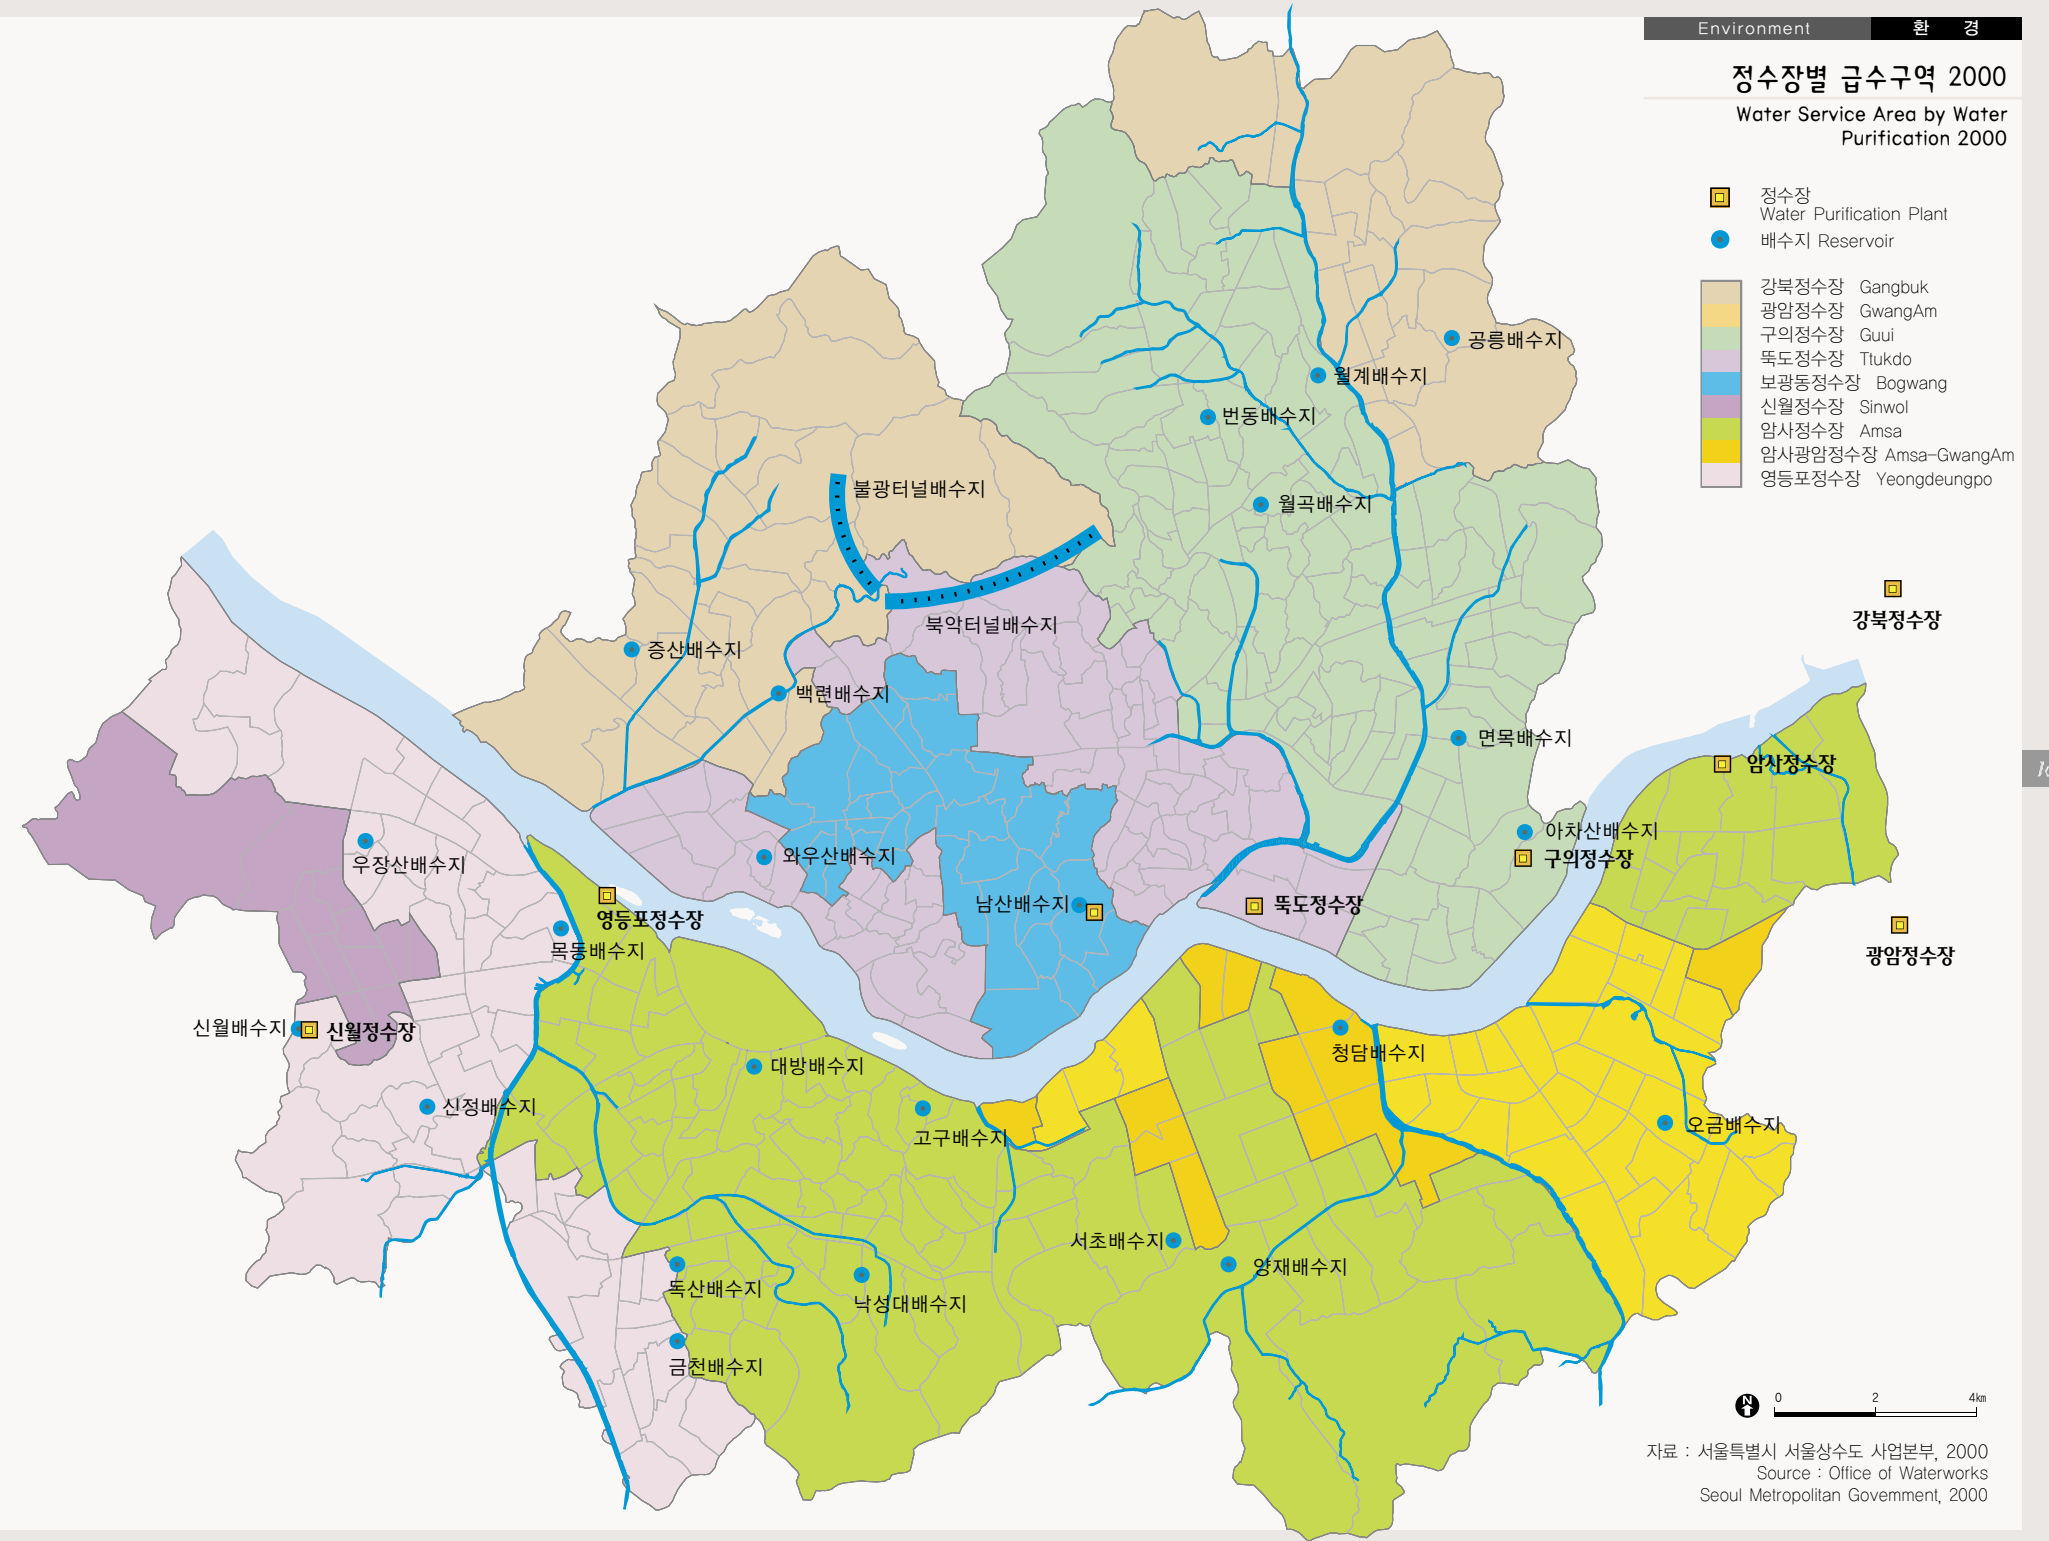 Environment
환 경
정수장별 급수구역 2000
Water Service Area by Water
Purification 2000
정수장
Water Purification Plant
배수지 Reservoir
강북정수장 Gangbuk
광암정수장 GwangAm
구의정수장 Guui
뚝도정수장 Ttukdo
보광동정수장 Bogwang
신월정수장 Sinwol
암사정수장 Amsa
암사광암정수장 Amsa-GwangAm
영등포정수장 Yeongdeungpo
공릉배수지
월계배수지
번동배수지
불광터널배수지
월곡배수지
강북정수장
북악터널배수지
증산배수지
백련배수지
면목배수지
암사정수장
아차산배수지
구의정수장
우장산배수지
와우산배수지
남산배수지
뚝도정수장
영등포정수장
목동배수지
광암정수장
신월배수지
신월정수장
청담배수지
대방배수지
신정배수지
고구배수지
오금배수지
서초배수지
양재배수지
독산배수지
낙성대배수지
금천배수지
N
0 2 4km
자료 : 서울특별시 서울상수도 사업본부, 2000
Source : Office of Waterworks
Seoul Metropolitan Govemment, 2000